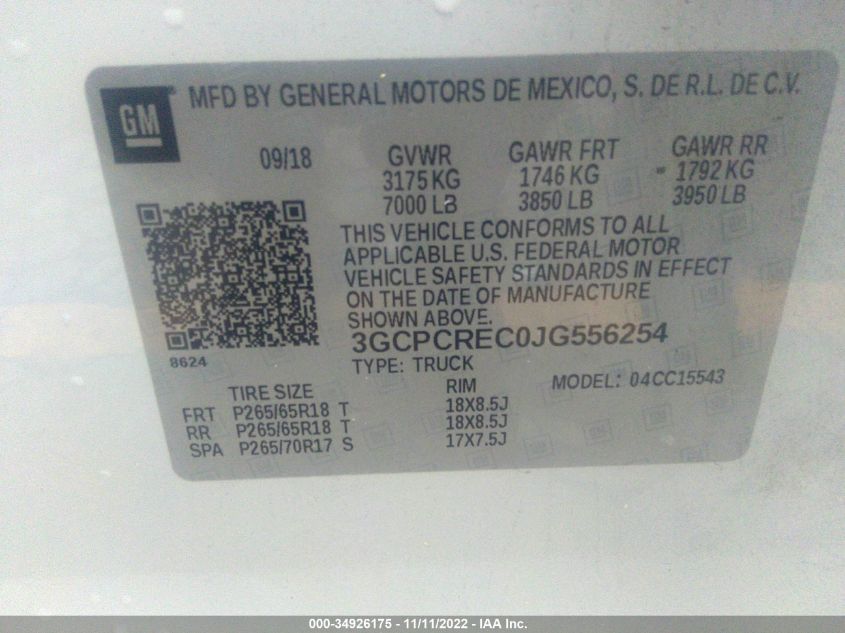 GM
MFD BY GENERAL MOTORS DE MEXICO, S. DE R.L. DE C.V.
09/18 GVWR GAWR FRT GAWR RR
3175 KG 1746 KG 1792 KG
7000 LB 3850 LB 3950 LB
THIS VEHICLE CONFORMS TO ALL
APPLICABLE U.S. FEDERAL MOTOR
VEHICLE SAFETY STANDARDS IN EFFECT
ON THE DATE OF MANUFACTURE
SHOWN ABOVE.
3GCPCREC0JG556254
8624
TYPE: TRUCK
MODEL: 04CC15543
TIRE SIZE RIM
FRT P265/65R18 T 18X8.5J
RR P265/65R18 T 18X8.5J
SPA P265/70R17 S 17X7.5J
000-34926175 - 11/11/2022 - IAA Inc.